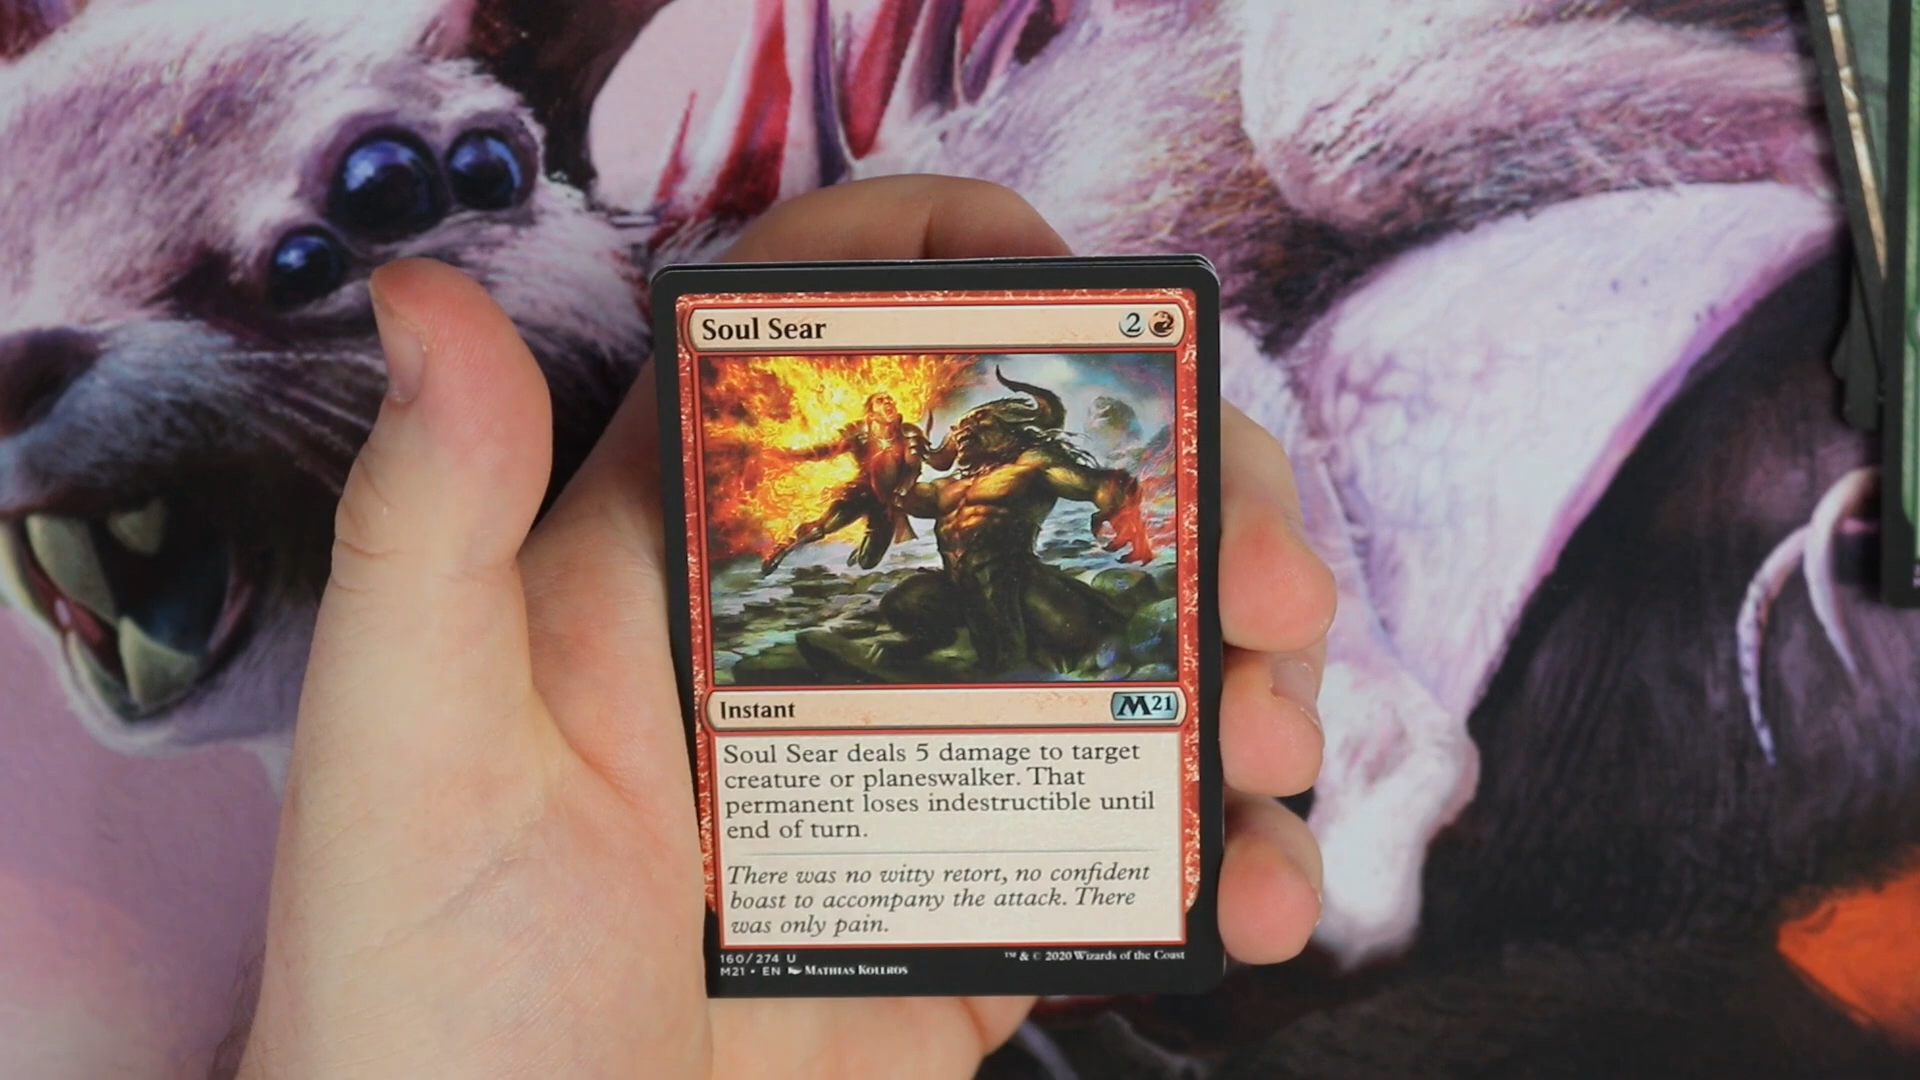 Soul Sear 2
Instant M21
Soul Sear deals 5 damage to target
creature or planeswalker. That
permanent loses indestructible until
end of turn.
There was no witty retort, no confident
boast to accompany the attack. There
was only pain.
160/274 U ™ & © 2020 Wizards of the Coast
M21 • EN Mathias Kollros